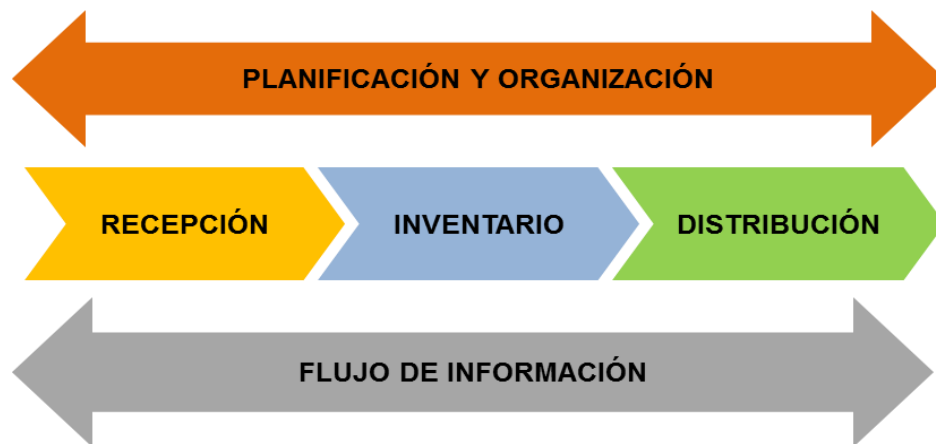 PLANIFICACIÓN Y ORGANIZACIÓN
RECEPCIÓN
INVENTARIO
DISTRIBUCIÓN
FLUJO DE INFORMACIÓN